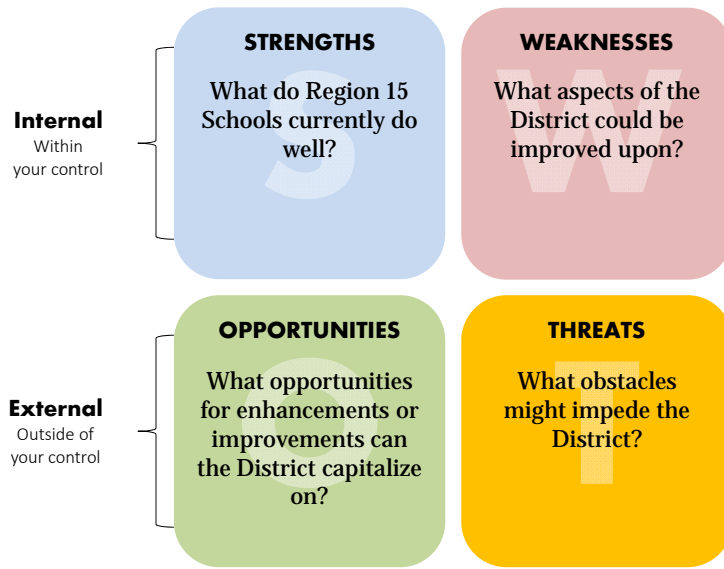 STRENGTHS
What do Region 15
Schools currently do
well?
S
WEAKNESSES
What aspects of the
District could be
improved upon?
W
Internal
Within
your control
OPPORTUNITIES
What opportunities
for enhancements or
improvements can
the District capitalize
on?
O
THREATS
What obstacles
might impede the
District?
T
External
Outside of
your control